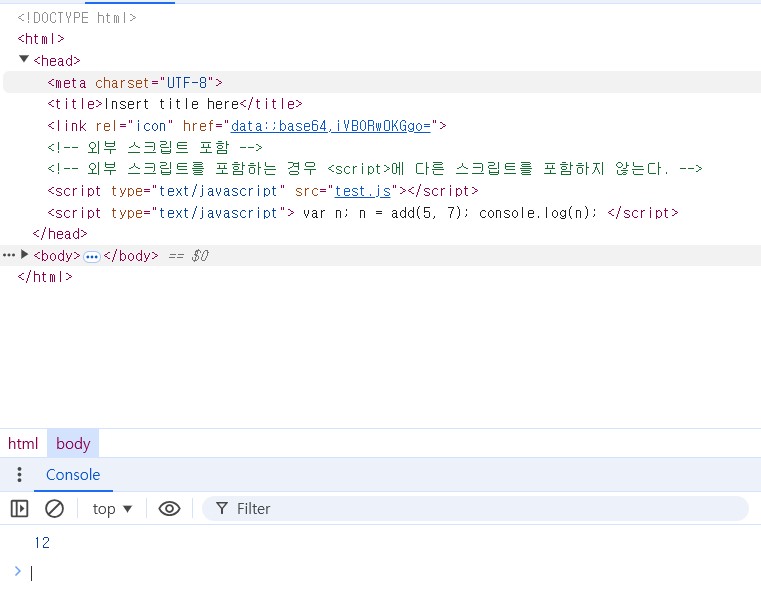 <!DOCTYPE html>
<html>
<head>
<meta charset="UTF-8">
<title>Insert title here</title>
<link rel="icon" href="data:;base64,iVBORw0KGgo=">
<!-- 외부 스크립트 포함 -->
<!-- 외부 스크립트를 포함하는 경우 <script>에 다른 스크립트를 포함하지 않는다. -->
<script type="text/javascript" src="test.js"></script>
<script type="text/javascript"> var n; n = add(5, 7); console.log(n); </script>
</head>
<body> </body> == $0
</html>
html body
Console
top Filter
12